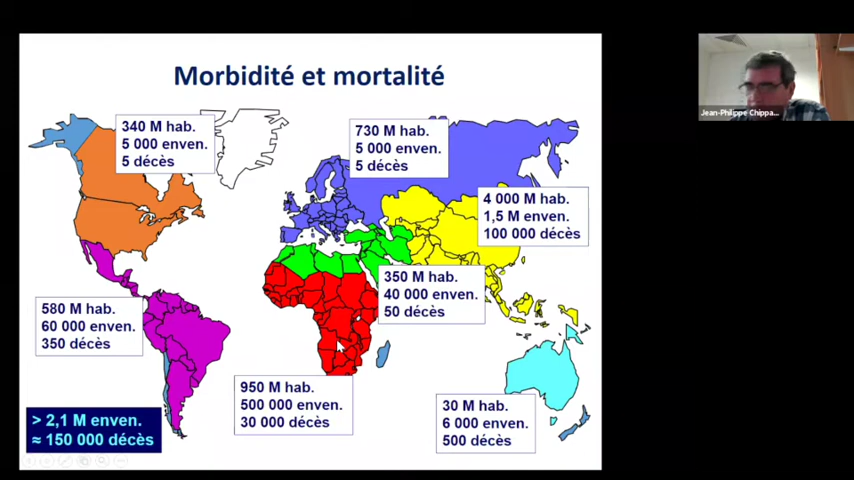 Morbidité et mortalité
340 M hab.
5 000 enven.
5 décès
730 M hab.
5 000 enven.
5 décès
4 000 M hab.
1,5 M enven.
100 000 décès
350 M hab.
40 000 enven.
50 décès
580 M hab.
60 000 enven.
350 décès
950 M hab.
500 000 enven.
30 000 décès
30 M hab.
6 000 enven.
500 décès
> 2,1 M enven.
≈ 150 000 décès
Jean-Philippe Chippa...